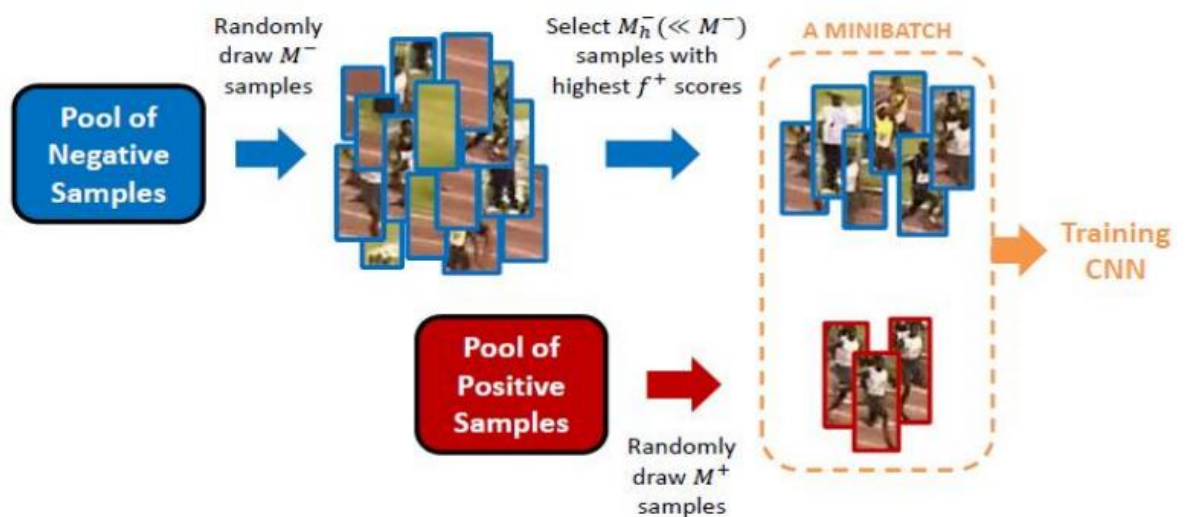 Randomly
draw M⁻
samples
Select M_h⁻(≪ M⁻)
samples with
highest f⁺ scores
A MINIBATCH
Pool of
Negative
Samples
Training
CNN
Pool of
Positive
Samples
Randomly
draw M⁺
samples